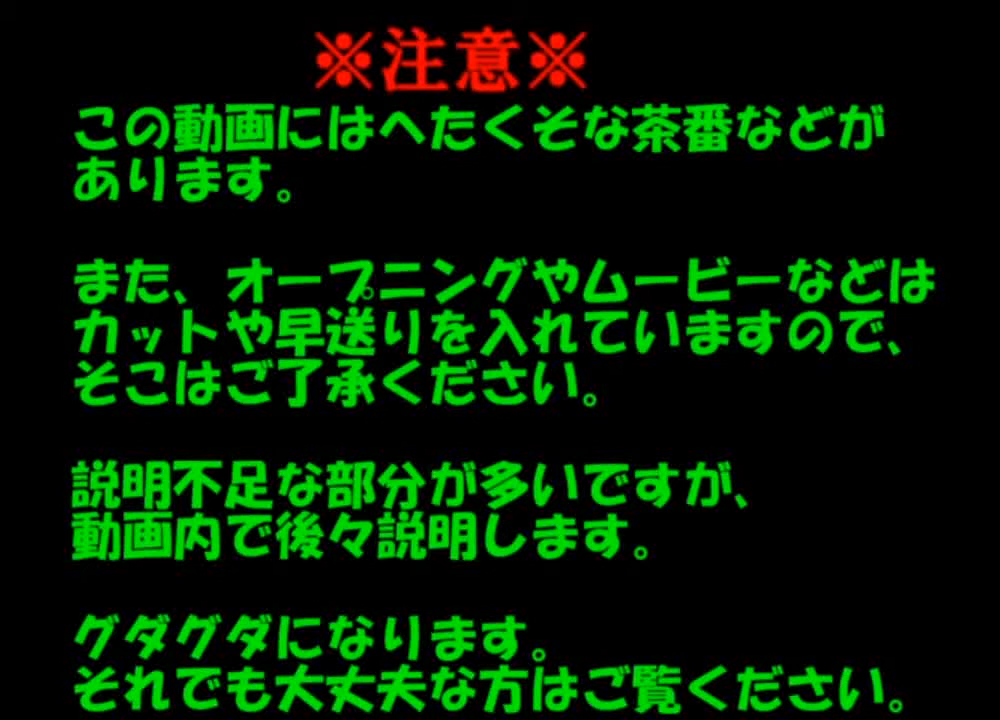 ※注意※
この動画にはへたくそな茶番などが
あります。
また、オープニングやムービーなどは
カットや早送りを入れていますので、
そこはご了承ください。
説明不足な部分が多いですが、
動画内で後々説明します。
グダグダになります。
それでも大丈夫な方はご覧ください。